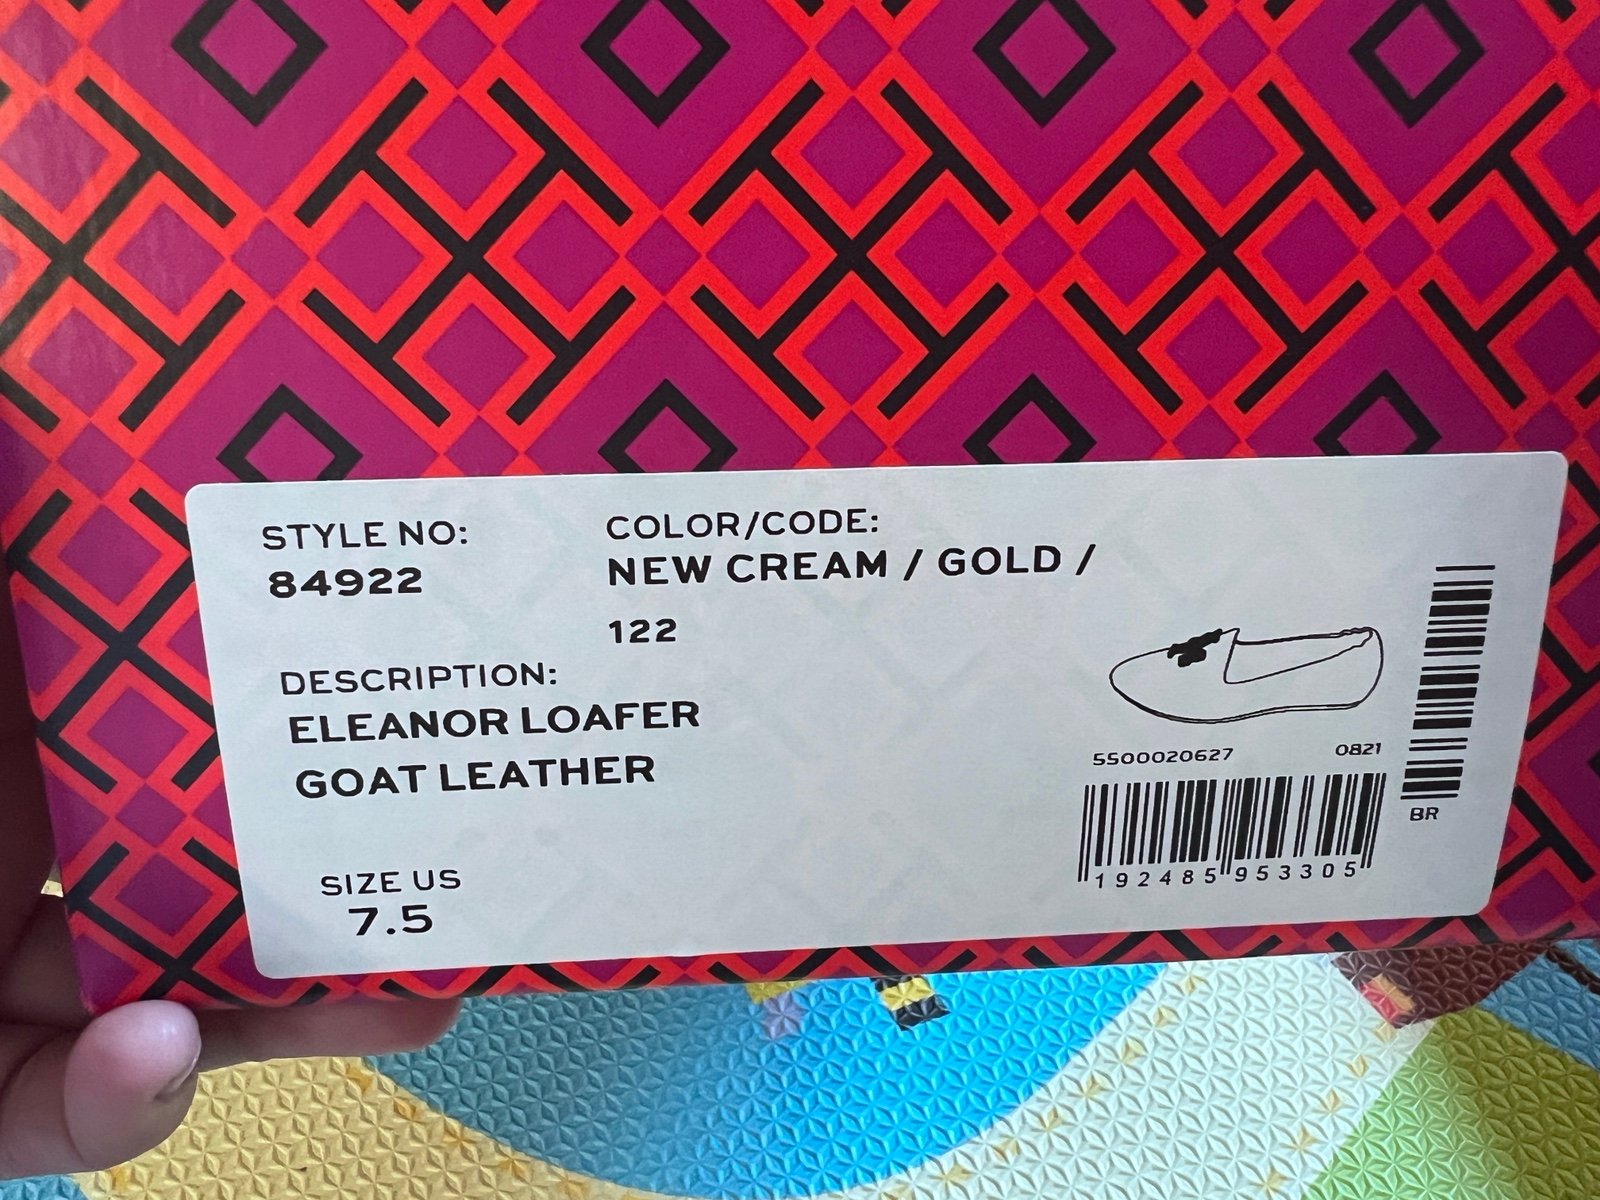 STYLE NO:
84922
COLOR/CODE:
NEW CREAM / GOLD /
122
DESCRIPTION:
ELEANOR LOAFER
GOAT LEATHER
SIZE US
7.5
5500020627 0821
192485 953305
BR